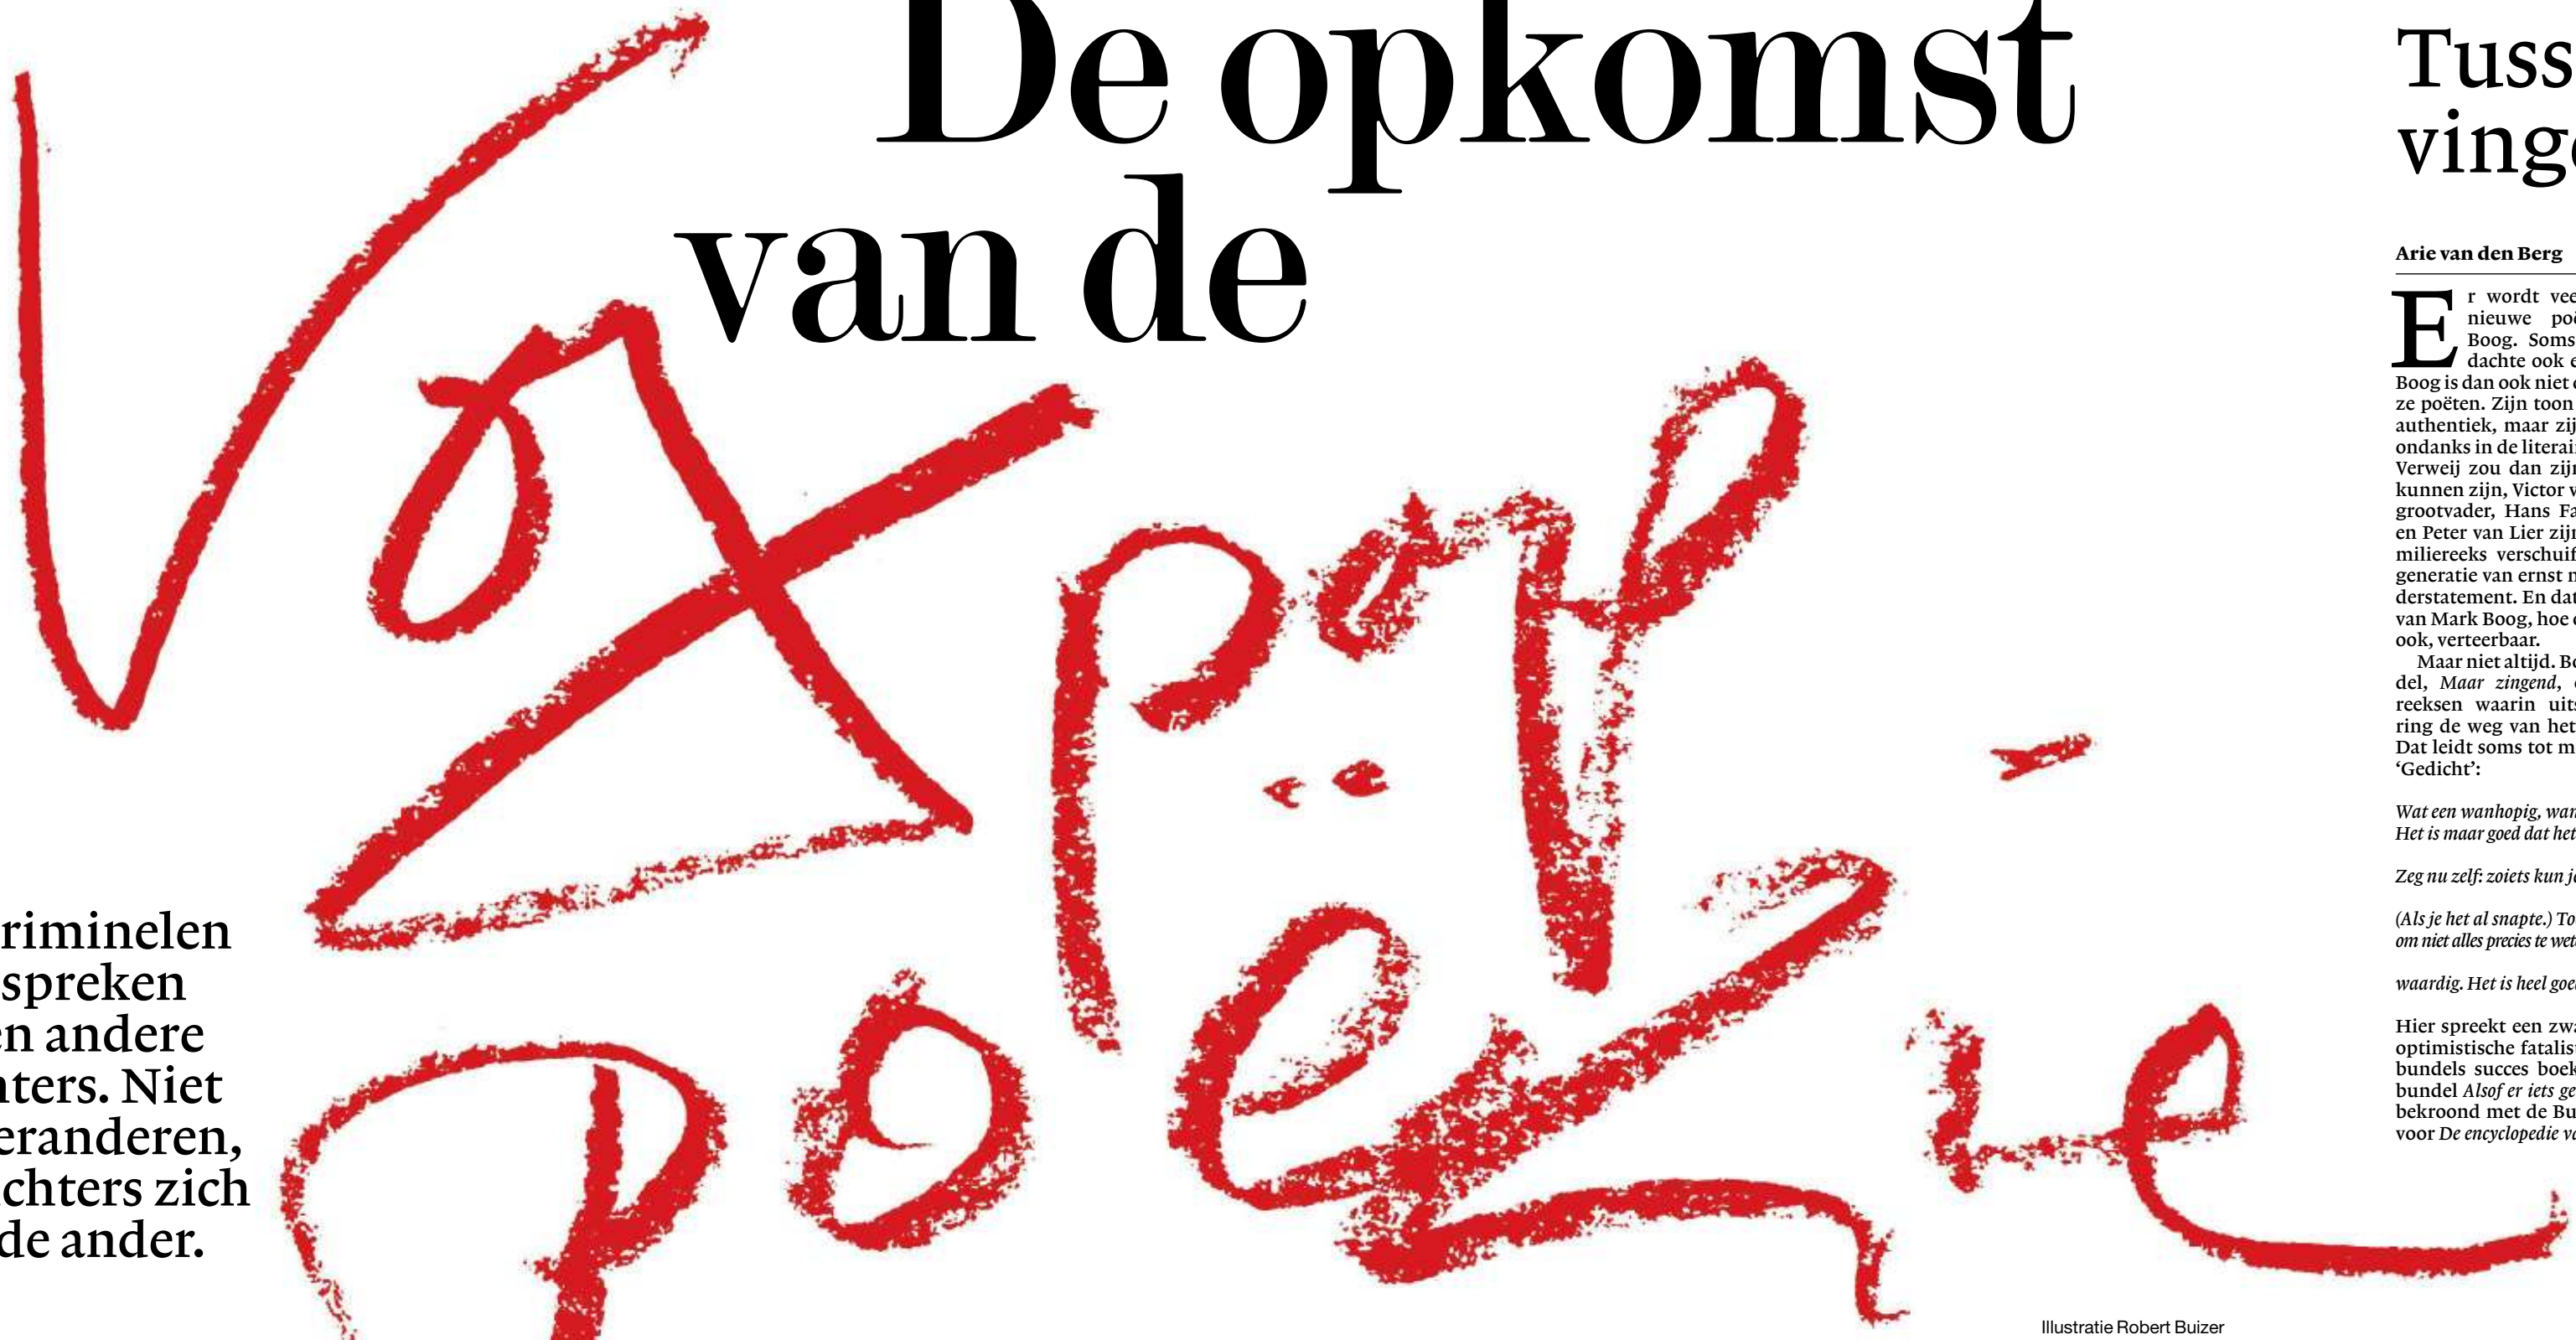 De opkomst
van de
Vox pop
poëzie
riminelen
spreken
en andere
nters. Niet
eranderen,
chters zich
de ander.
Illustratie Robert Buizer
Tuss
ving
Arie van den Berg
Er wordt vee
nieuwe poë
Boog. Soms
dachte ook e
Boog is dan ook niet
ze poëten. Zijn toon
authentiek, maar zij
ondanks in de literai
Verweij zou dan zijn
kunnen zijn, Victor v
grootvader, Hans Fa
en Peter van Lier zijn
miliereeks verschuif
generatie van ernst n
derstatement. En dat
van Mark Boog, hoe
ook, verteerbaar.
Maar niet altijd. Bo
del, Maar zingend,
reeksen waarin uits
ring de weg van het
Dat leidt soms tot m
‘Gedicht’:
Wat een wanhopig, wan
Het is maar goed dat het
Zeg nu zelf: zoiets kun je
(Als je het al snapte.) To
om niet alles precies te wet
waardig. Het is heel goe
Hier spreekt een zwa
optimistische fatalis
bundels succes boek
bundel Alsof er iets ge
bekroond met de Bu
voor De encyclopedie va